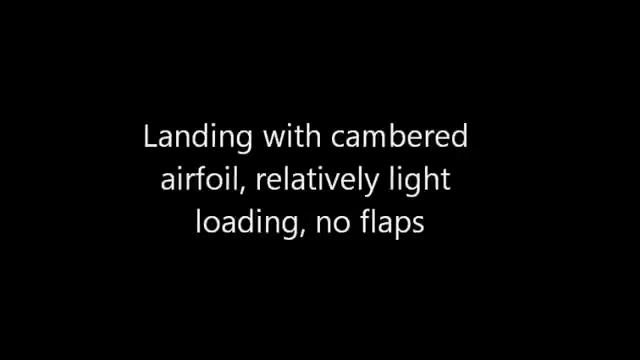 Landing with cambered
airfoil, relatively light
loading, no flaps